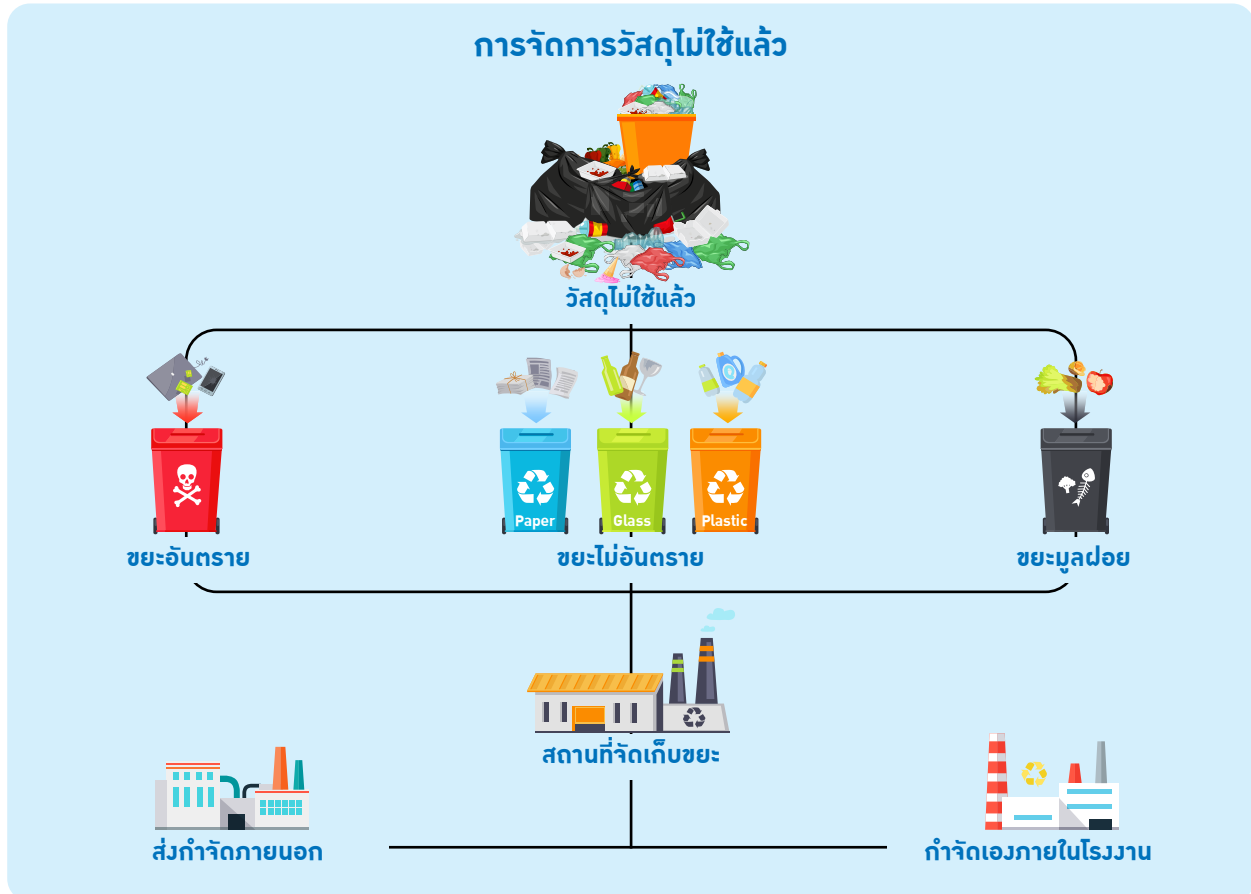 การจัดการวัสดุไม่ใช้แล้ว
วัสดุไม่ใช้แล้ว
Paper
Glass
Plastic
ขยะอันตราย
ขยะไม่อันตราย
ขยะมูลฝอย
สถานที่จัดเก็บขยะ
ส่งกำจัดภายนอก
กำจัดเองภายในโรงงาน